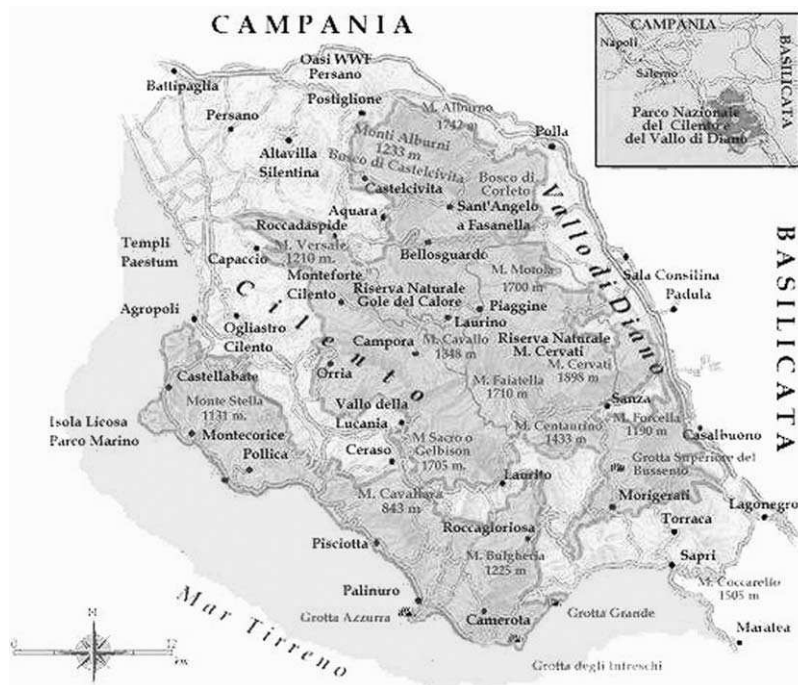 CAMPANIA
BASILICATA
CAMPANIA
BASILICATA
Napoli
Salerno
Parco Nazionale
del Cilento e
del Vallo di Diano
Oasi WWF
Persano
Battipaglia
Postiglione
M. Alburno
1742 m
Persano
Polla
Monti Alburni
1233 m
Altavilla
Silentina
Bosco di Castelcivita
Castelcivita
Bosco di
Corleto
Vallo di Diano
Sant'Angelo
a Fasanella
Aquara
Roccadaspide
M. Versale
1210 m.
Templi
Paestum
Capaccio
Bellosguardo
Sala Consilina
Padula
M. Motola
1700 m
Monteforte
Cilento
Cilento
Riserva Naturale
Gole del Calore
Piaggine
Laurino
Agropoli
Ogliastro
Cilento
Campora
M. Cavallo
1348 m
Riserva Naturale
M. Cervati
M. Cervati
1898 m
Orria
Castellabate
M. Faiatella
1710 m
Monte Stella
1131 m.
Vallo della
Lucania
Sanza
M. Forcella
1190 m
M. Centaurino
1433 m
Isola Licosa
Parco Marino
Montecorice
Casalbuono
M Sacro o
Gelbison
1705 m.
Ceraso
Pollica
Grotta Superiore del
Bussento
Laurito
M. Cavallara
843 m
Morigerati
Lagonegro
Roccagloriosa
Torraca
Pisciotta
M. Bulgheria
1225 m
Sapri
M. Coccarello
1505 m
Palinuro
Grotta Azzurra
Camerota
Grotta Grande
Maratea
Mar Tirreno
Grotta degli Intreschi
N
0
km